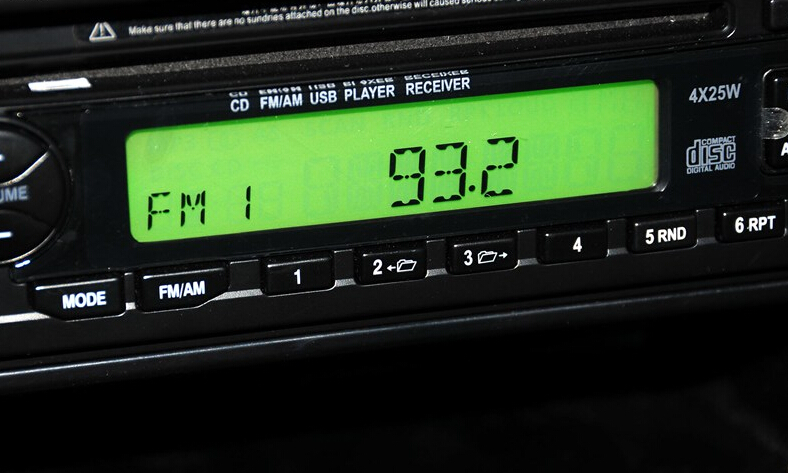 Make sure that there are no sundries attached on the disc.otherwise will caused serious
CD FM/AM USB PLAYER RECEIVER
4X25W
COMPACT
disc
DIGITAL AUDIO
FM 1 93.2
UME
MODE FM/AM 1 2 3 4 5 RND 6 RPT